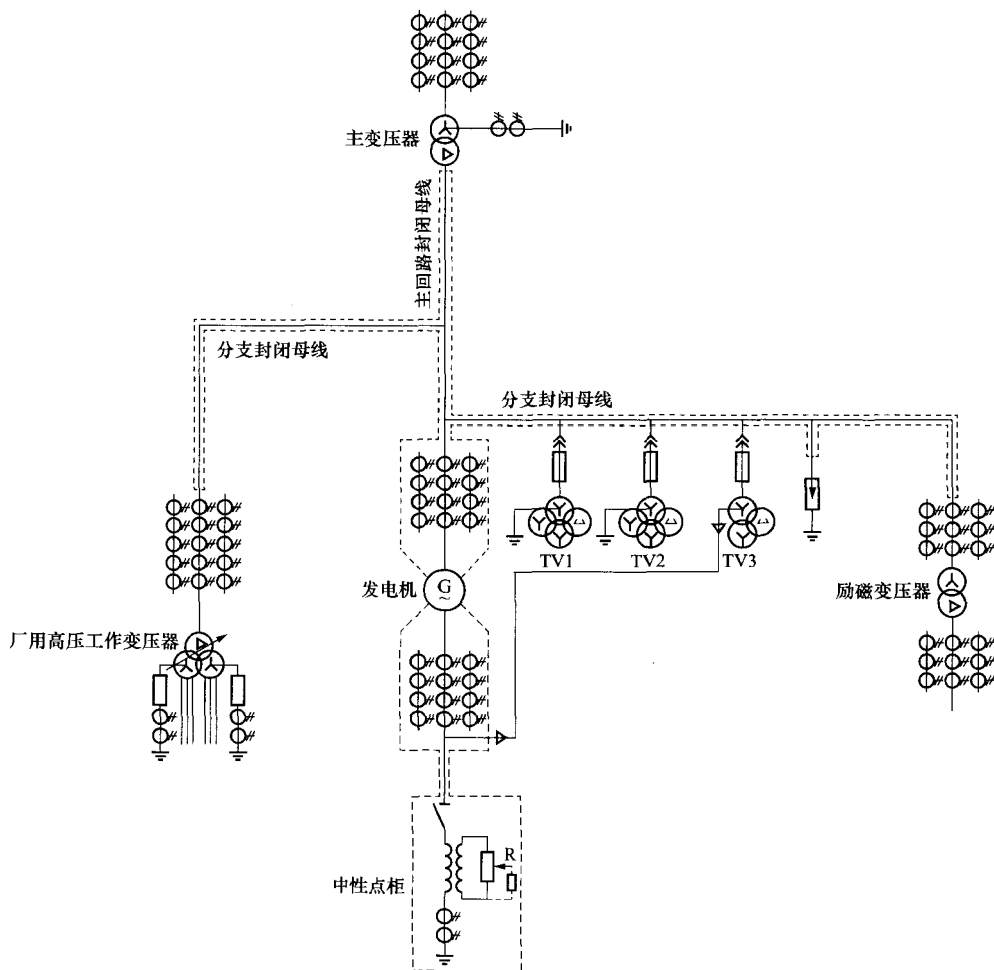 主变压器
主回路封闭母线
分支封闭母线
分支封闭母线
TV1
TV2
TV3
发电机
G
~
励磁变压器
厂用高压工作变压器
R
中性点柜